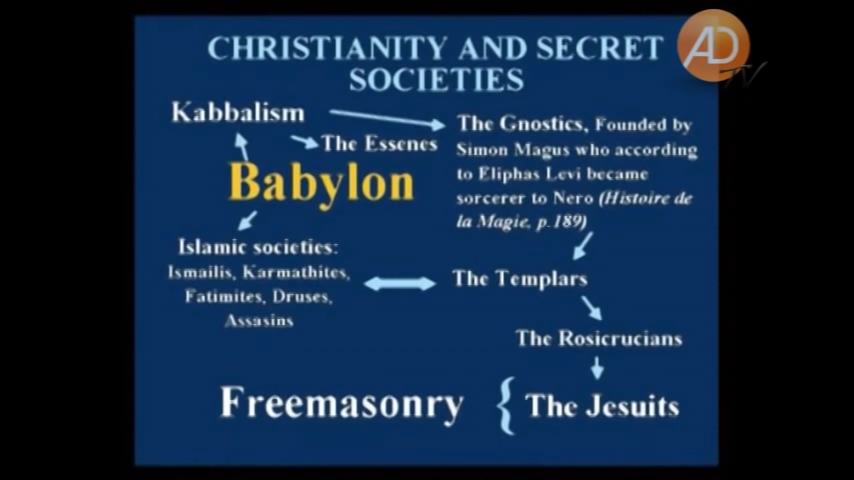 CHRISTIANITY AND SECRET
SOCIETIES
AD
TV
Kabbalism
The Essenes
The Gnostics, Founded by
Simon Magus who according
to Eliphas Levi became
sorcerer to Nero (Histoire de
la Magie, p.189)
Babylon
Islamic societies:
Ismailis, Karmathites,
Fatimites, Druses,
Assasins
The Templars
The Rosicrucians
Freemasonry { The Jesuits